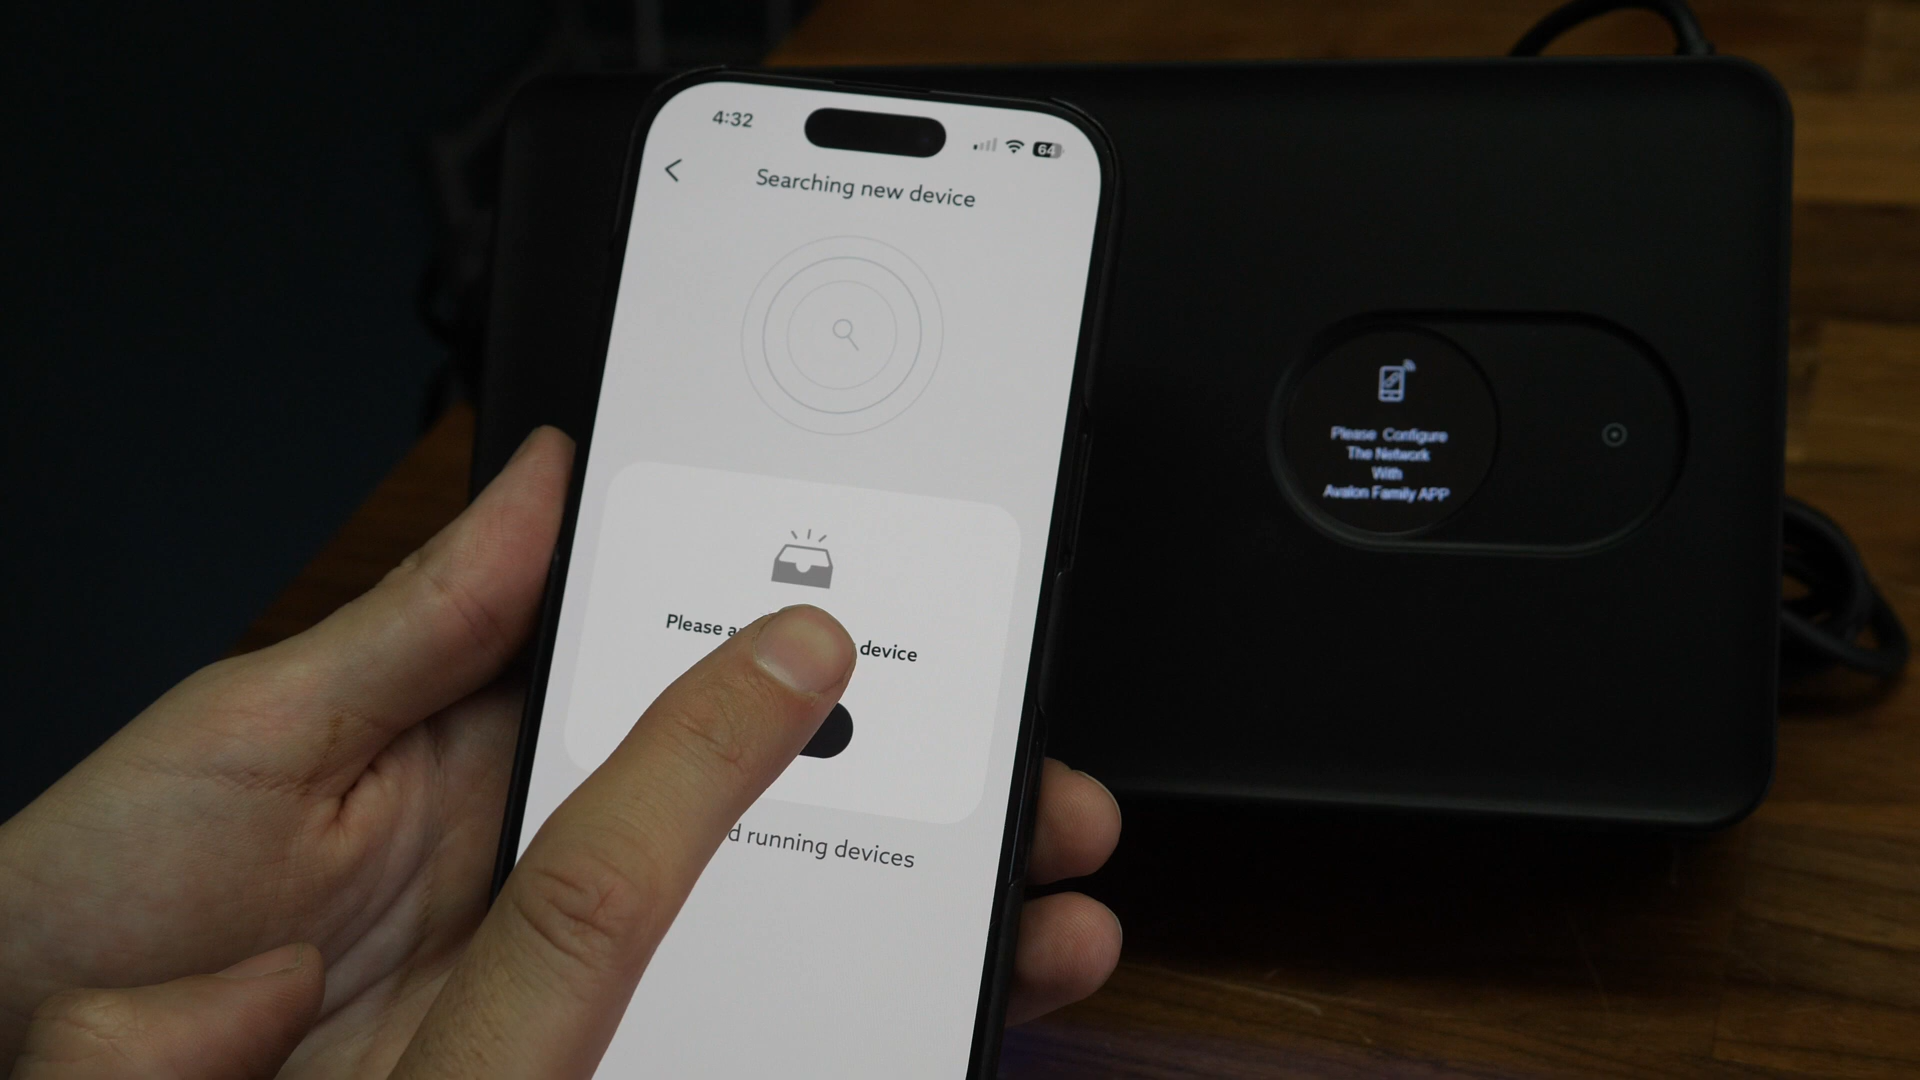 4:32
64
Searching new device
Please device
running devices
Please Configure
The Network
With
Avalon Family APP